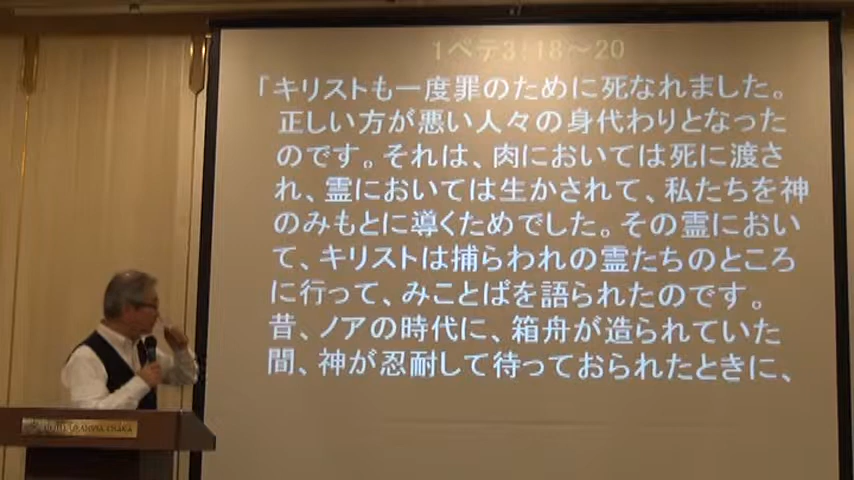 1ペテ3:18～20
「キリストも一度罪のために死なれました。
正しい方が悪い人々の身代わりとなった
のです。それは、肉においては死に渡さ
れ、霊においては生かされて、私たちを神
のみもとに導くためでした。その霊におい
て、キリストは捕らわれの霊たちのところ
に行って、みことばを語られたのです。
昔、ノアの時代に、箱舟が造られていた
間、神が忍耐して待っておられたときに、